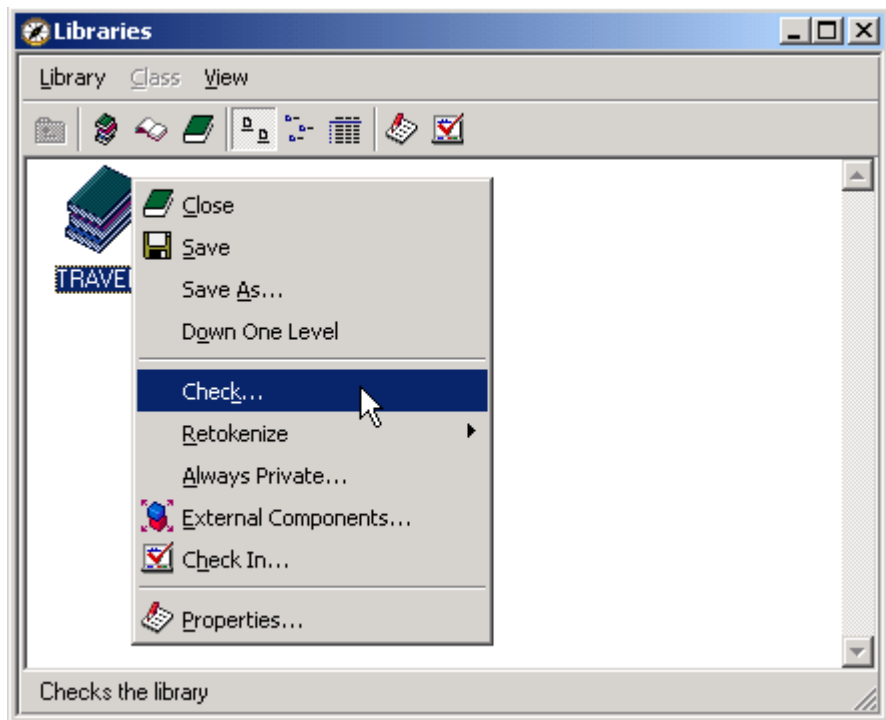 Libraries
Library Class View
Close
Save
TRAVE
Save As...
Down One Level
Check...
Retokenize
Always Private...
External Components...
Check In...
Properties...
Checks the library